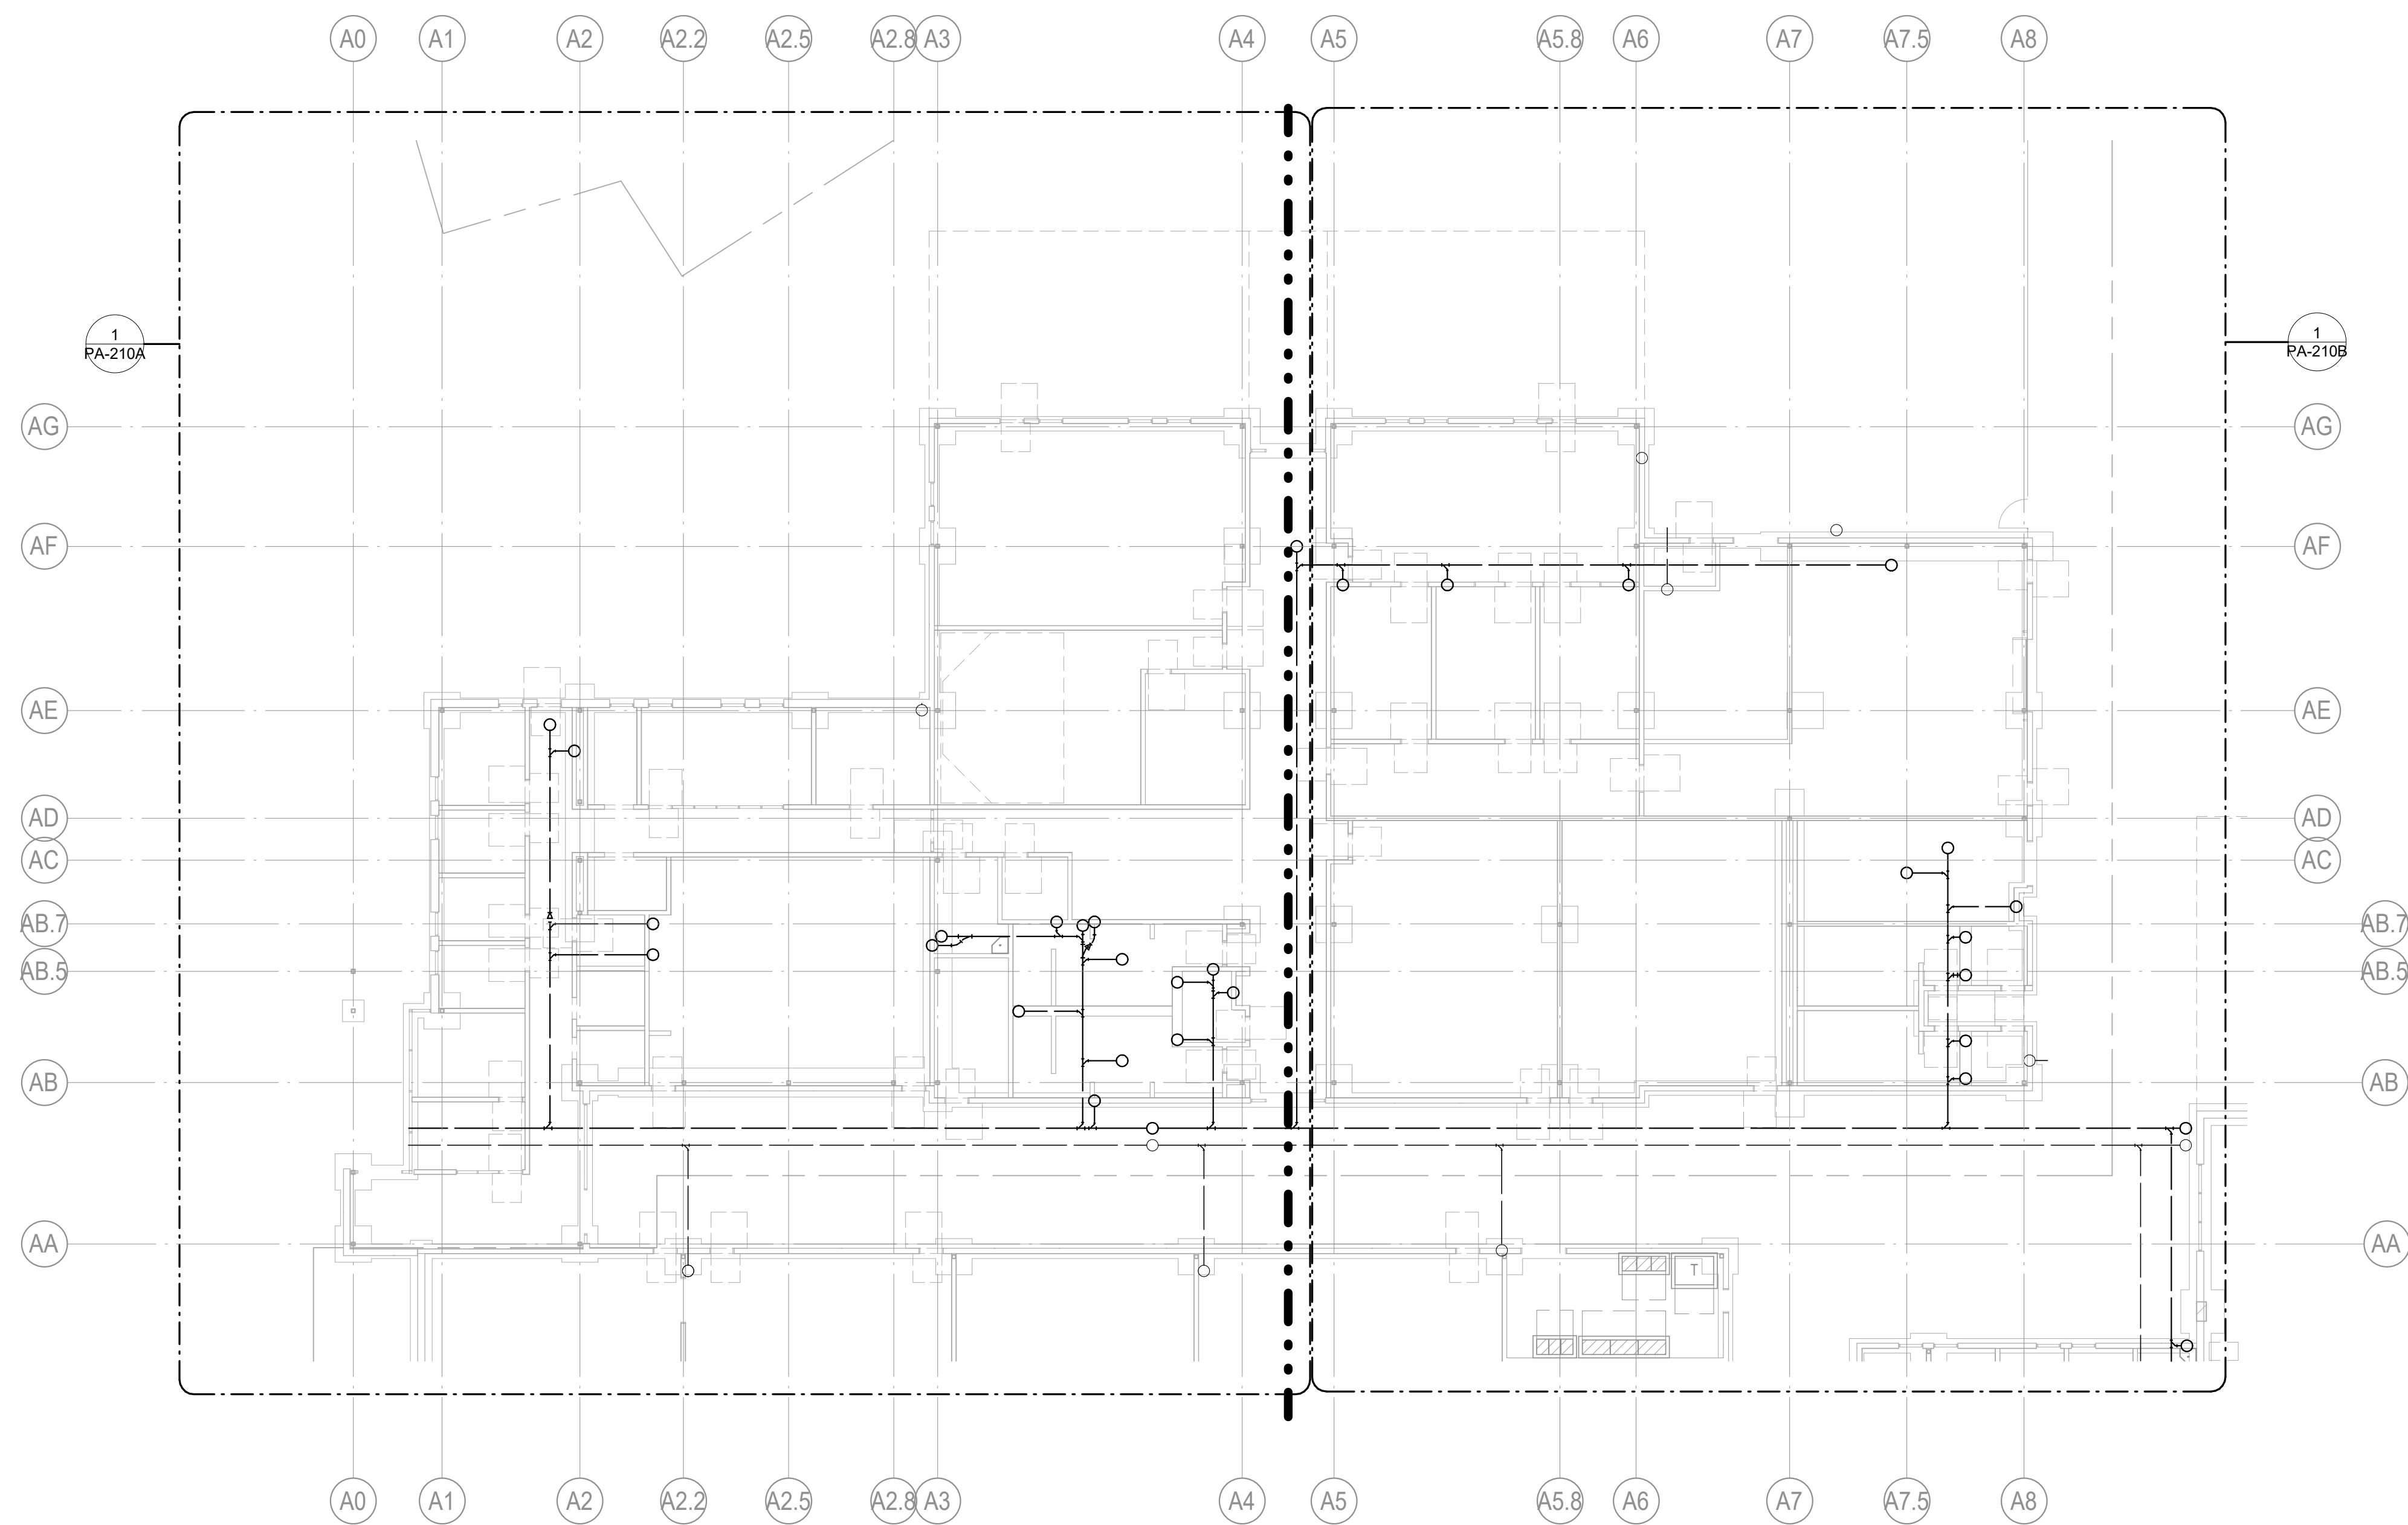 A0 A1 A2 A2.2 A2.5 A2.8 A3 A4 A5 A5.8 A6 A7 A7.5 A8
1
PA-210A
1
PA-210B
AG AG
AF AF
AE AE
AD AD
AC AC
AB.7 AB.7
AB.5 AB.5
AB AB
AA AA
T
A0 A1 A2 A2.2 A2.5 A2.8 A3 A4 A5 A5.8 A6 A7 A7.5 A8